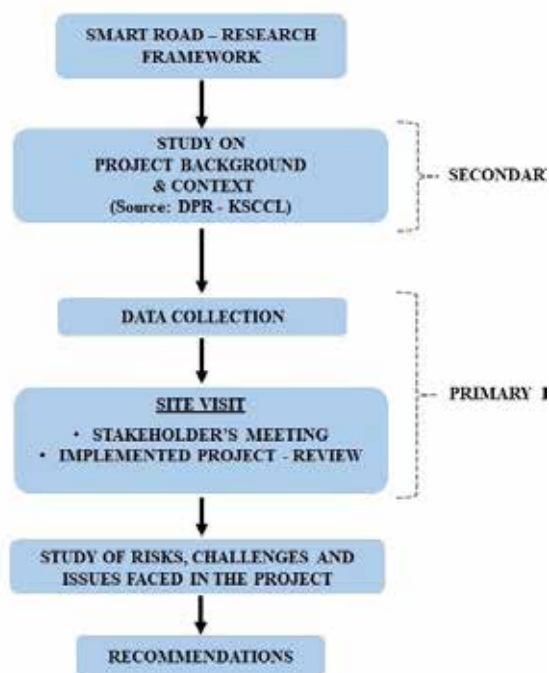 SMART ROAD – RESEARCH
FRAMEWORK
STUDY ON
PROJECT BACKGROUND
& CONTEXT
(Source: DPR - KSCCL)
SECONDARY
DATA COLLECTION
SITE VISIT
• STAKEHOLDER'S MEETING
• IMPLEMENTED PROJECT - REVIEW
PRIMARY
STUDY OF RISKS, CHALLENGES AND
ISSUES FACED IN THE PROJECT
RECOMMENDATIONS